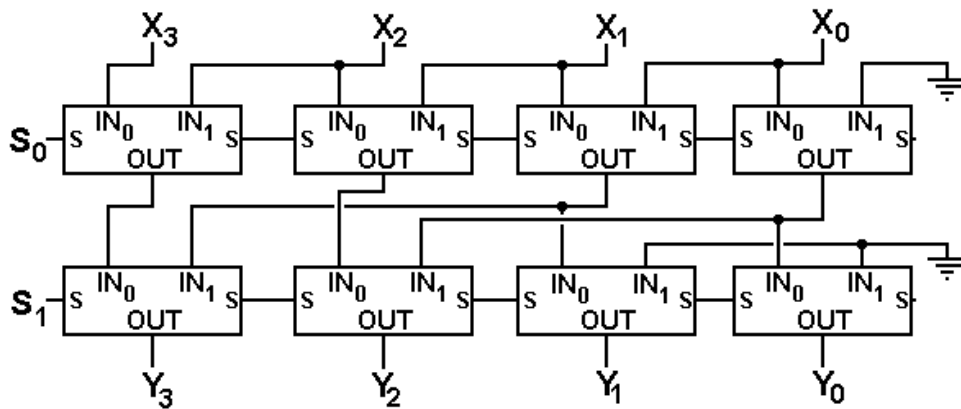 X₃ X₂ X₁ X₀
IN₀ IN₁ IN₀ IN₁ IN₀ IN₁ IN₀ IN₁
S₀ S S S S S S S S
OUT OUT OUT OUT
IN₀ IN₁ IN₀ IN₁ IN₀ IN₁ IN₀ IN₁
S₁ S S S S S S S S
OUT OUT OUT OUT
Y₃ Y₂ Y₁ Y₀